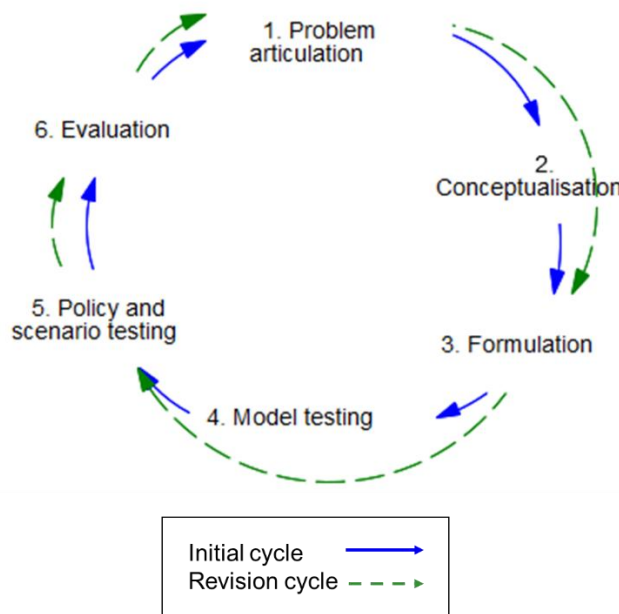 1. Problem
articulation
2.
Conceptualisation
3. Formulation
4. Model testing
5. Policy and
scenario testing
6. Evaluation
Initial cycle
Revision cycle